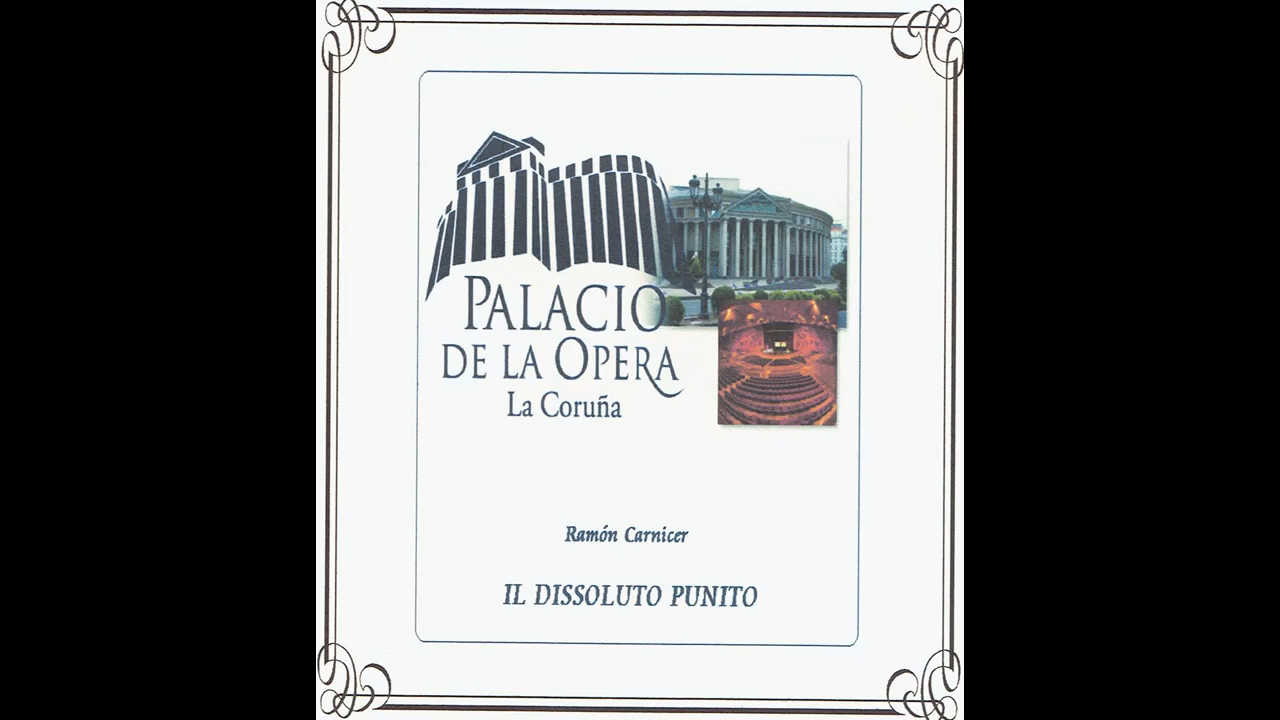 PALACIO
DE LA OPERA
La Coruña
Ramón Carnicer
IL DISSOLUTO PUNITO